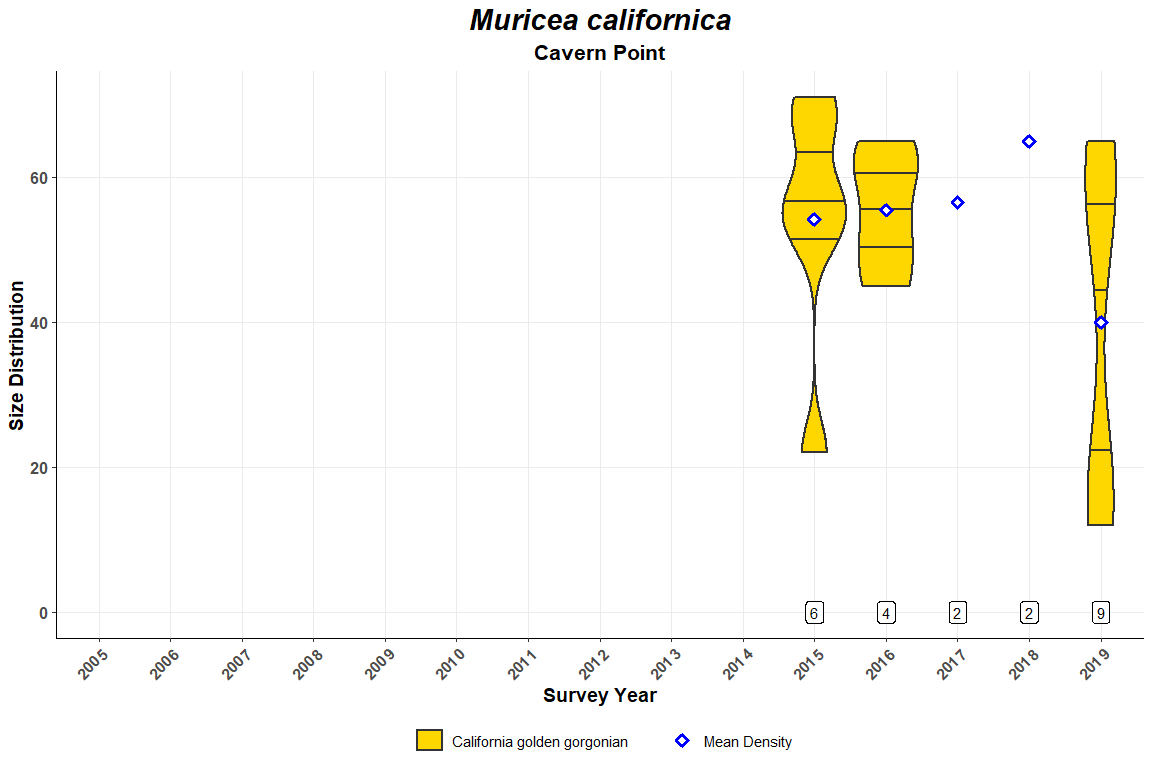 Muricea californica
Cavern Point
Size Distribution
60
40
20
0
6 4 2 2 9
2005 2006 2007 2008 2009 2010 2011 2012 2013 2014 2015 2016 2017 2018 2019
Survey Year
California golden gorgonian Mean Density